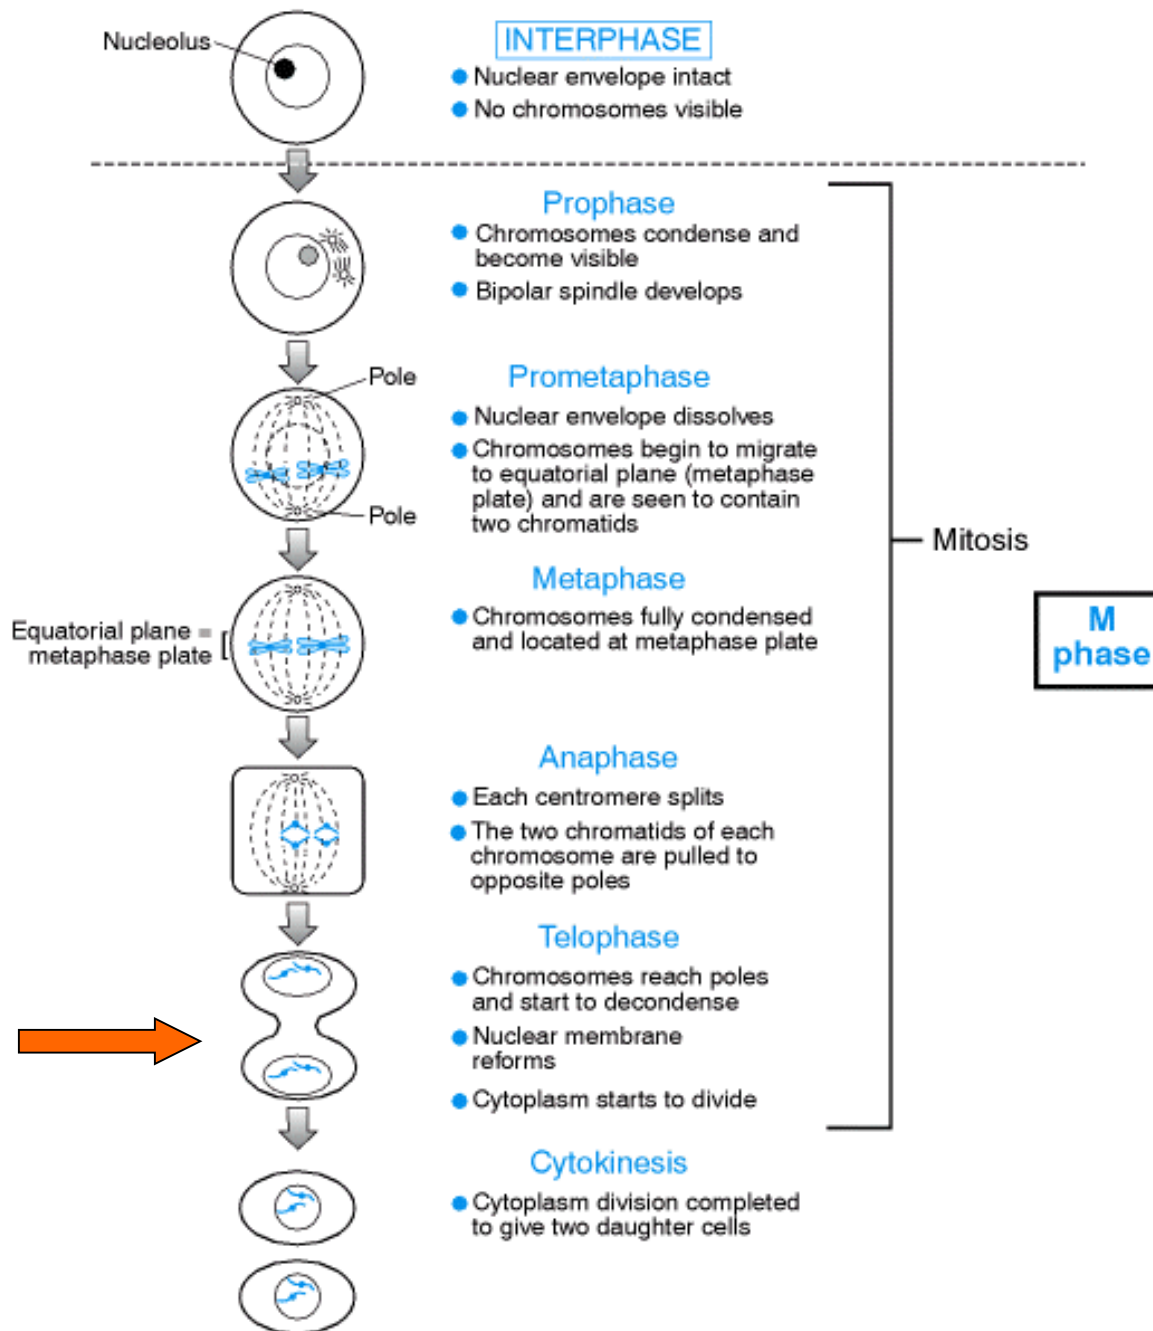 Nucleolus
INTERPHASE
Nuclear envelope intact
No chromosomes visible
Prophase
Chromosomes condense and
become visible
Bipolar spindle develops
Pole
Pole
Prometaphase
Nuclear envelope dissolves
Chromosomes begin to migrate
to equatorial plane (metaphase
plate) and are seen to contain
two chromatids
Mitosis
M
phase
Equatorial plane =
metaphase plate
Metaphase
Chromosomes fully condensed
and located at metaphase plate
Anaphase
Each centromere splits
The two chromatids of each
chromosome are pulled to
opposite poles
Telophase
Chromosomes reach poles
and start to decondense
Nuclear membrane
reforms
Cytoplasm starts to divide
Cytokinesis
Cytoplasm division completed
to give two daughter cells